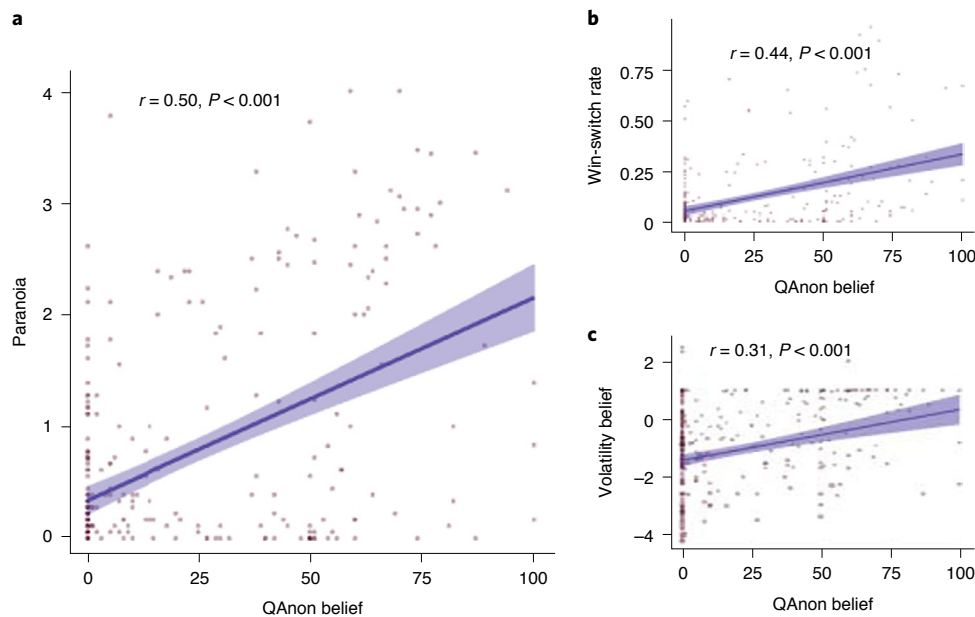 a
r = 0.50, P < 0.001
4
3
2
1
0
Paranoia
0 25 50 75 100
QAnon belief
b
r = 0.44, P < 0.001
0.75
0.50
0.25
0
Win-switch rate
0 25 50 75 100
QAnon belief
c
r = 0.31, P < 0.001
2
0
−2
−4
Volatility belief
0 25 50 75 100
QAnon belief